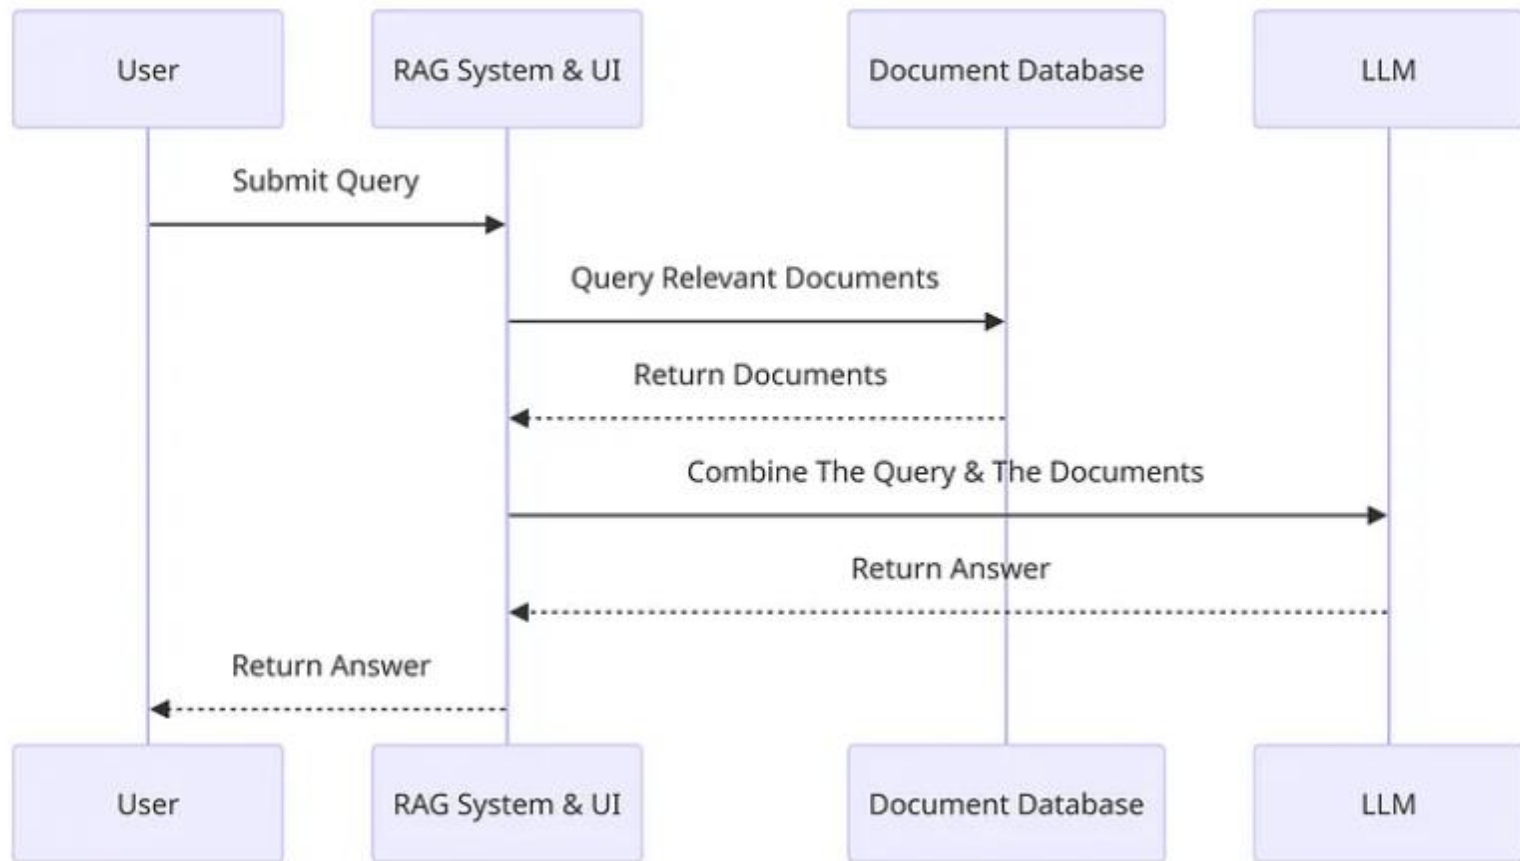 User
RAG System & UI
Document Database
LLM
Submit Query
Query Relevant Documents
Return Documents
Combine The Query & The Documents
Return Answer
Return Answer
User
RAG System & UI
Document Database
LLM